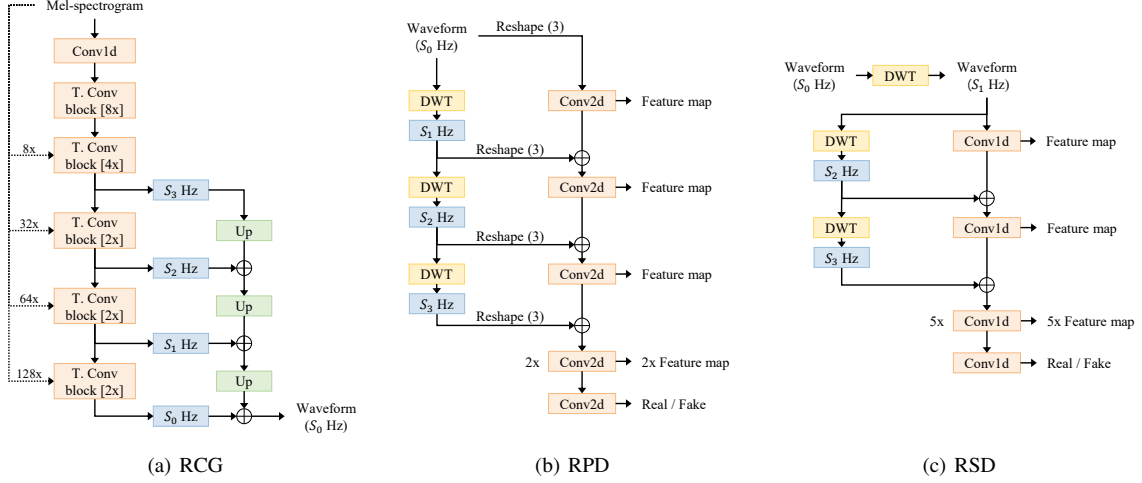 Mel-spectrogram
Conv1d
T. Conv
block [8x]
8x
T. Conv
block [4x]
S₃ Hz
32x
T. Conv
block [2x]
Up
S₂ Hz
64x
T. Conv
block [2x]
Up
S₁ Hz
128x
T. Conv
block [2x]
Up
S₀ Hz
Waveform
(S₀ Hz)
(a) RCG
Waveform
(S₀ Hz)
Reshape (3)
DWT
Conv2d
Feature map
S₁ Hz
Reshape (3)
DWT
Conv2d
Feature map
S₂ Hz
Reshape (3)
DWT
Conv2d
Feature map
S₃ Hz
Reshape (3)
2x
Conv2d
2x Feature map
Conv2d
Real / Fake
(b) RPD
Waveform
(S₀ Hz)
DWT
Waveform
(S₁ Hz)
DWT
Conv1d
Feature map
S₂ Hz
DWT
Conv1d
Feature map
S₃ Hz
5x
Conv1d
5x Feature map
Conv1d
Real / Fake
(c) RSD